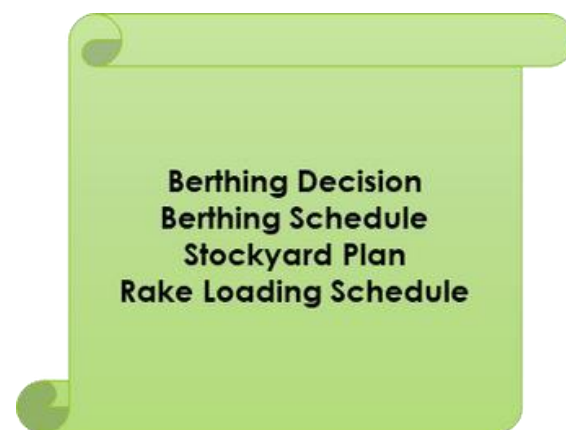 Berthing Decision
Berthing Schedule
Stockyard Plan
Rake Loading Schedule